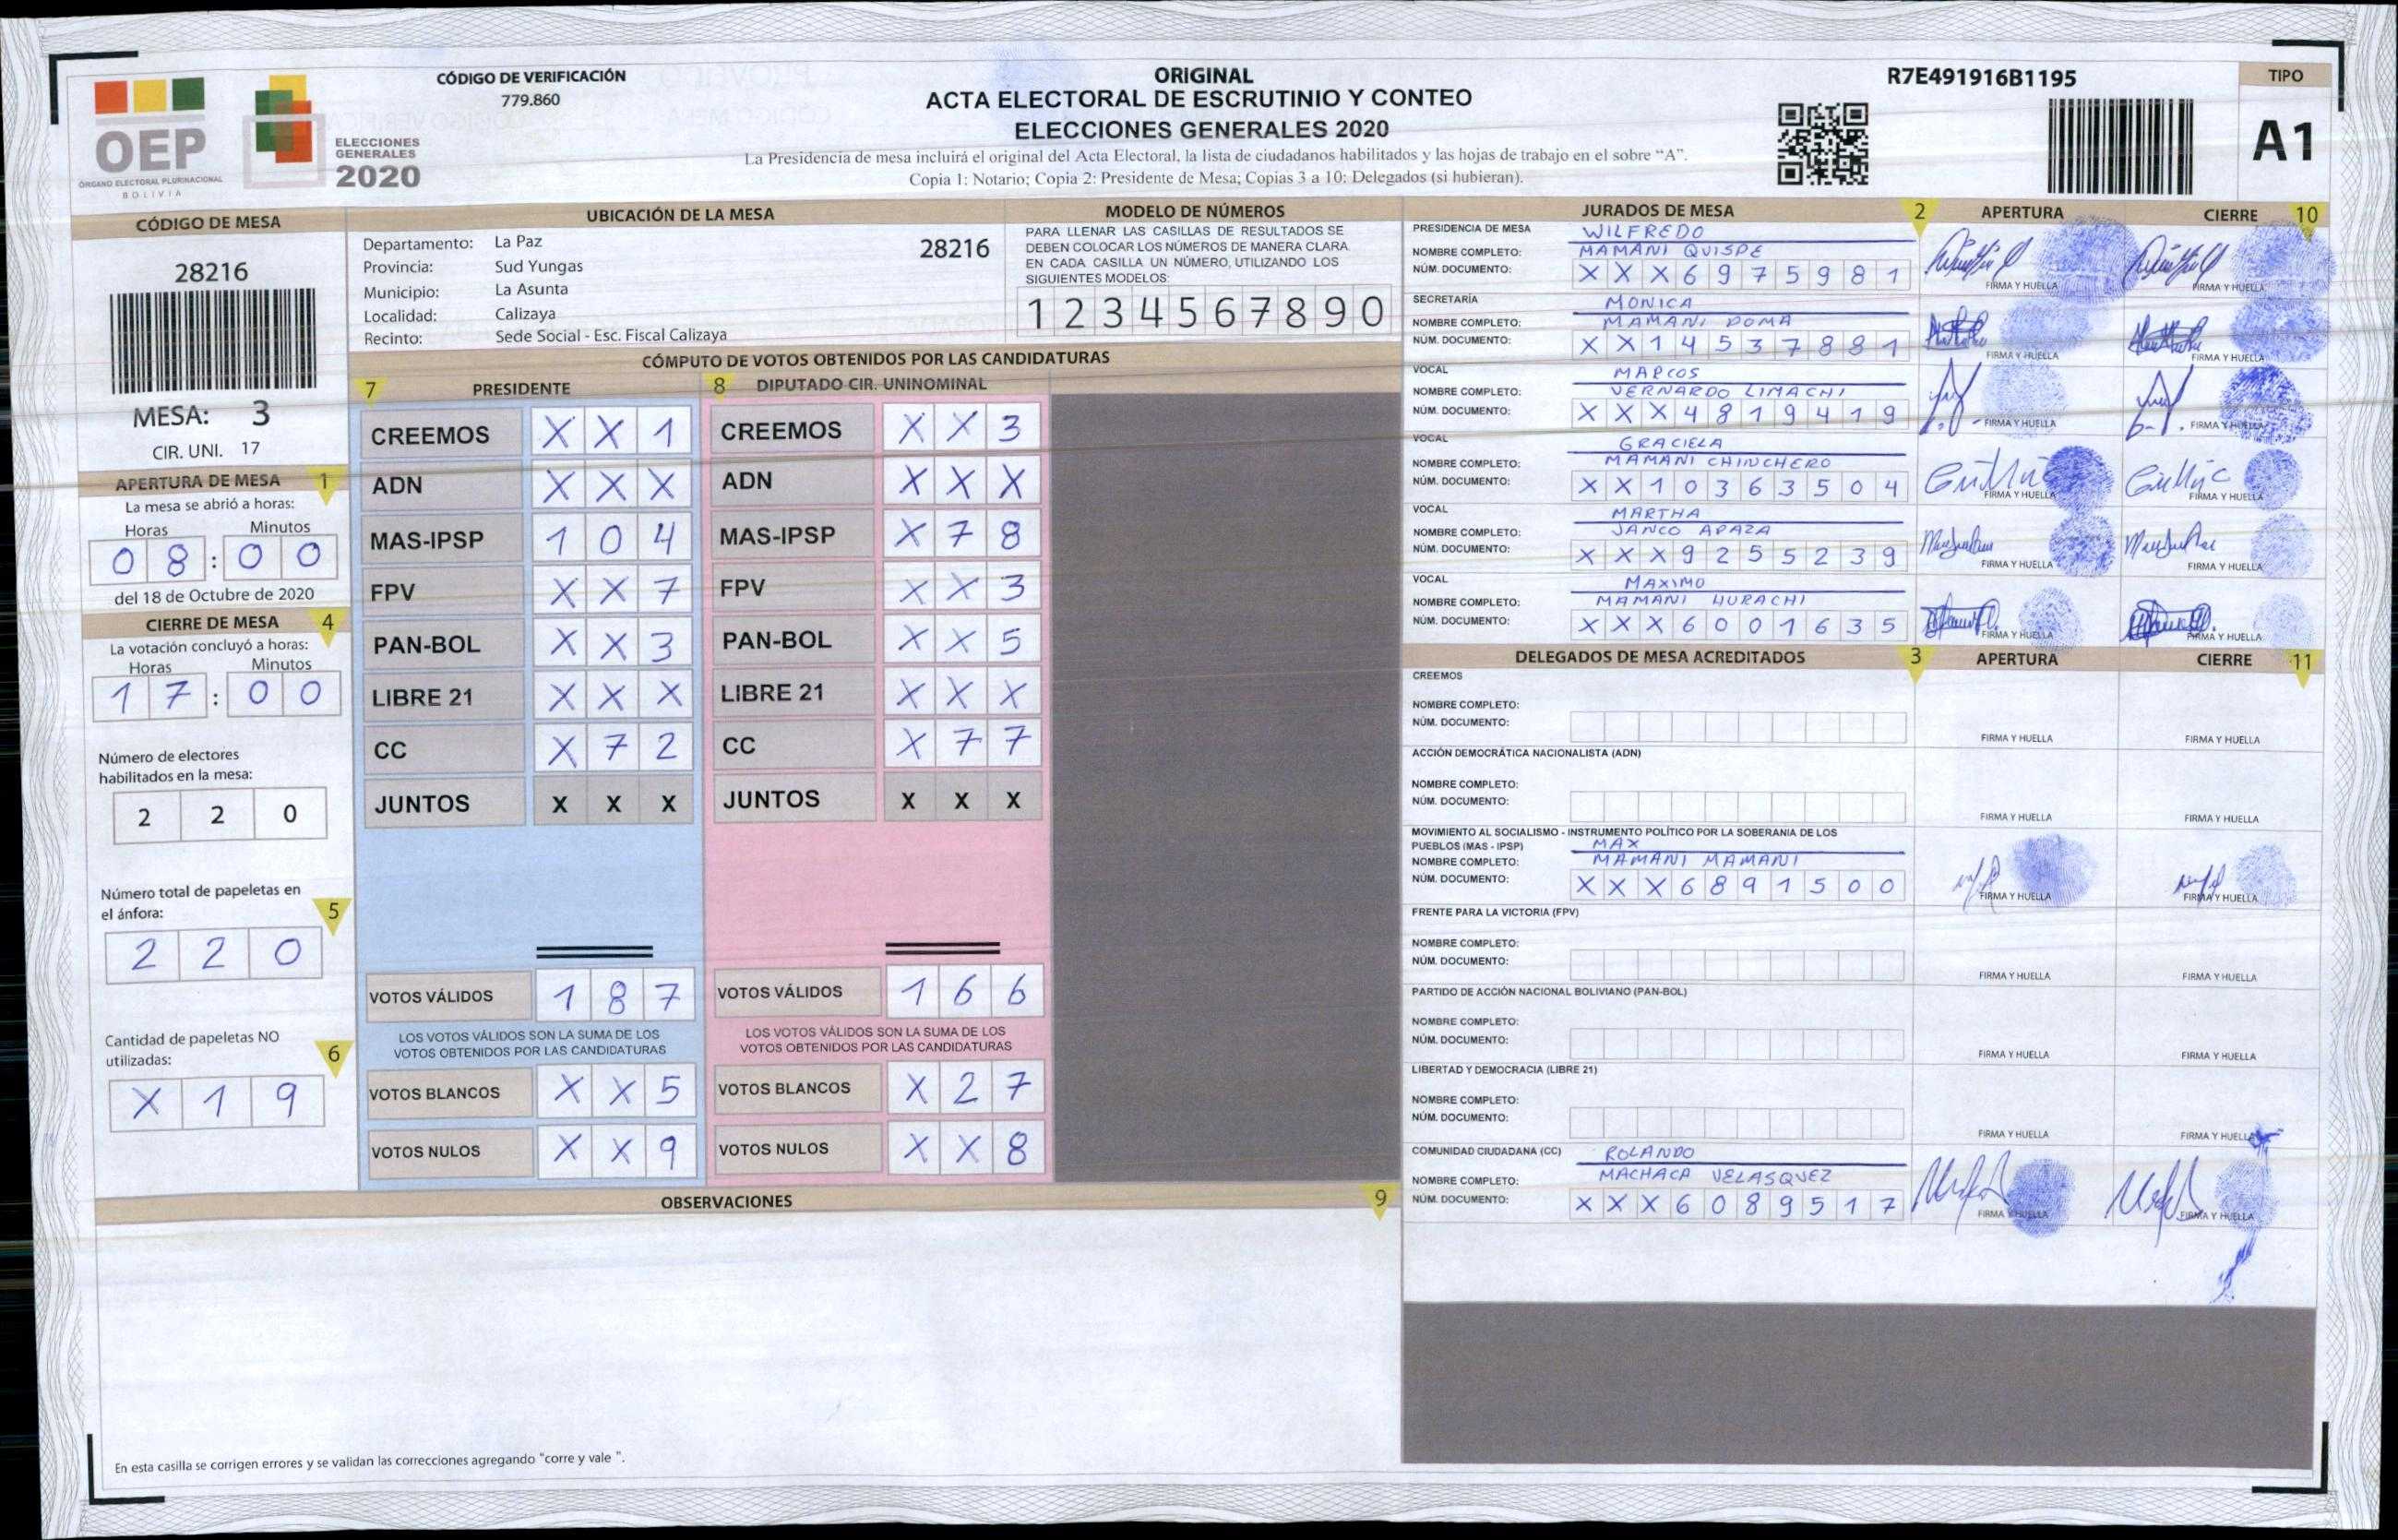 CÓDIGO DE VERIFICACIÓN
779.860
ORIGINAL
ACTA ELECTORAL DE ESCRUTINIO Y CONTEO
ELECCIONES GENERALES 2020
La Presidencia de mesa incluirá el original del Acta Electoral, la lista de ciudadanos habilitados y las hojas de trabajo en el sobre "A".
Copia 1: Notario; Copia 2: Presidente de Mesa; Copias 3 a 10: Delegados (si hubieran).
R7E491916B1195
TIPO
A1
OEP
ÓRGANO ELECTORAL PLURINACIONAL
BOLIVIA
ELECCIONES
GENERALES
2020
CÓDIGO DE MESA
28216
MESA: 3
CIR. UNI. 17
APERTURA DE MESA 1
La mesa se abrió a horas:
Horas Minutos
0 8 : 0 0
del 18 de Octubre de 2020
CIERRE DE MESA 4
La votación concluyó a horas:
Horas Minutos
1 7 : 0 0
Número de electores
habilitados en la mesa:
2 2 0
Número total de papeletas en
el ánfora: 5
2 2 0
Cantidad de papeletas NO
utilizadas: 6
X 1 9
UBICACIÓN DE LA MESA
Departamento: La Paz
28216
Provincia: Sud Yungas
Municipio: La Asunta
Localidad: Calizaya
Recinto: Sede Social - Esc. Fiscal Calizaya
MODELO DE NÚMEROS
PARA LLENAR LAS CASILLAS DE RESULTADOS SE
DEBEN COLOCAR LOS NÚMEROS DE MANERA CLARA
EN CADA CASILLA UN NÚMERO, UTILIZANDO LOS
SIGUIENTES MODELOS:
1 2 3 4 5 6 7 8 9 0
CÓMPUTO DE VOTOS OBTENIDOS POR LAS CANDIDATURAS
7 PRESIDENTE
CREEMOS X X 1
ADN X X X
MAS-IPSP 1 0 4
FPV X X 7
PAN-BOL X X 3
LIBRE 21 X X X
CC X 7 2
JUNTOS X X X
VOTOS VÁLIDOS 1 8 7
LOS VOTOS VÁLIDOS SON LA SUMA DE LOS
VOTOS OBTENIDOS POR LAS CANDIDATURAS
VOTOS BLANCOS X X 5
VOTOS NULOS X X 9
8 DIPUTADO CIR. UNINOMINAL
CREEMOS X X 3
ADN X X X
MAS-IPSP X 7 8
FPV X X 3
PAN-BOL X X 5
LIBRE 21 X X X
CC X 7 7
JUNTOS X X X
VOTOS VÁLIDOS 1 6 6
LOS VOTOS VÁLIDOS SON LA SUMA DE LOS
VOTOS OBTENIDOS POR LAS CANDIDATURAS
VOTOS BLANCOS X 2 7
VOTOS NULOS X X 8
OBSERVACIONES 9
En esta casilla se corrigen errores y se validan las correcciones agregando "corre y vale ".
JURADOS DE MESA 2 APERTURA CIERRE 10
PRESIDENCIA DE MESA WILFREDO
NOMBRE COMPLETO: MAMANI QUISPE
NÚM. DOCUMENTO: X X X 6 9 7 5 9 8 1
FIRMA Y HUELLA FIRMA Y HUELLA
SECRETARÍA MONICA
NOMBRE COMPLETO: MAMANI POMA
NÚM. DOCUMENTO: X X 1 4 5 3 7 8 8 1
FIRMA Y HUELLA FIRMA Y HUELLA
VOCAL MARCOS
NOMBRE COMPLETO: VERNARDO LIMACHI
NÚM. DOCUMENTO: X X X 4 8 1 9 4 1 9
FIRMA Y HUELLA FIRMA Y HUELLA
VOCAL GRACIELA
NOMBRE COMPLETO: MAMANI CHINCHERO
NÚM. DOCUMENTO: X X 1 0 3 6 3 5 0 4
FIRMA Y HUELLA FIRMA Y HUELLA
VOCAL MARTHA
NOMBRE COMPLETO: JANCO APAZA
NÚM. DOCUMENTO: X X X 9 2 5 5 2 3 9
FIRMA Y HUELLA FIRMA Y HUELLA
VOCAL MAXIMO
NOMBRE COMPLETO: MAMANI HURACHI
NÚM. DOCUMENTO: X X X 6 0 0 1 6 3 5
FIRMA Y HUELLA FIRMA Y HUELLA
DELEGADOS DE MESA ACREDITADOS 3 APERTURA CIERRE 11
CREEMOS
NOMBRE COMPLETO:
NÚM. DOCUMENTO:
FIRMA Y HUELLA FIRMA Y HUELLA
ACCIÓN DEMOCRÁTICA NACIONALISTA (ADN)
NOMBRE COMPLETO:
NÚM. DOCUMENTO:
FIRMA Y HUELLA FIRMA Y HUELLA
MOVIMIENTO AL SOCIALISMO - INSTRUMENTO POLÍTICO POR LA SOBERANIA DE LOS
PUEBLOS (MAS - IPSP) MAX
NOMBRE COMPLETO: MAMANI MAMANI
NÚM. DOCUMENTO: X X X 6 8 9 1 5 0 0
FIRMA Y HUELLA FIRMA Y HUELLA
FRENTE PARA LA VICTORIA (FPV)
NOMBRE COMPLETO:
NÚM. DOCUMENTO:
FIRMA Y HUELLA FIRMA Y HUELLA
PARTIDO DE ACCIÓN NACIONAL BOLIVIANO (PAN-BOL)
NOMBRE COMPLETO:
NÚM. DOCUMENTO:
FIRMA Y HUELLA FIRMA Y HUELLA
LIBERTAD Y DEMOCRACIA (LIBRE 21)
NOMBRE COMPLETO:
NÚM. DOCUMENTO:
FIRMA Y HUELLA FIRMA Y HUELLA
COMUNIDAD CIUDADANA (CC) ROLANDO
NOMBRE COMPLETO: MACHACA VELASQUEZ
NÚM. DOCUMENTO: X X X 6 0 8 9 5 1 7
FIRMA Y HUELLA FIRMA Y HUELLA